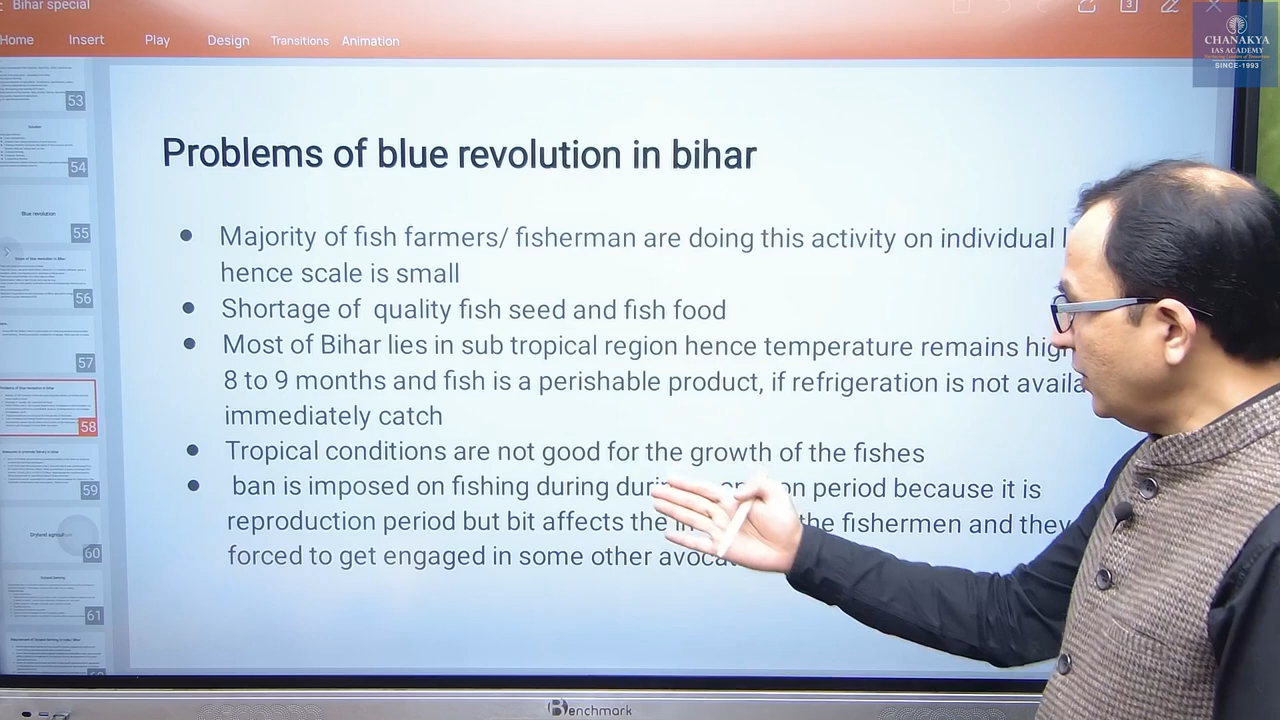 Bihar special
3
Home Insert Play Design Transitions Animation
CHANAKYA
IAS ACADEMY
SINCE-1993
53
54
Blue revolution
55
56
57
58
59
60
61
Problems of blue revolution in bihar
Majority of fish farmers/ fisherman are doing this activity on individual
hence scale is small
Shortage of quality fish seed and fish food
Most of Bihar lies in sub tropical region hence temperature remains
8 to 9 months and fish is a perishable product, if refrigeration is not
immediately catch
Tropical conditions are not good for the growth of the fishes
ban is imposed on fishing during period because it is
reproduction period but bit affects the the fishermen and they
forced to get engaged in some other
Benchmark